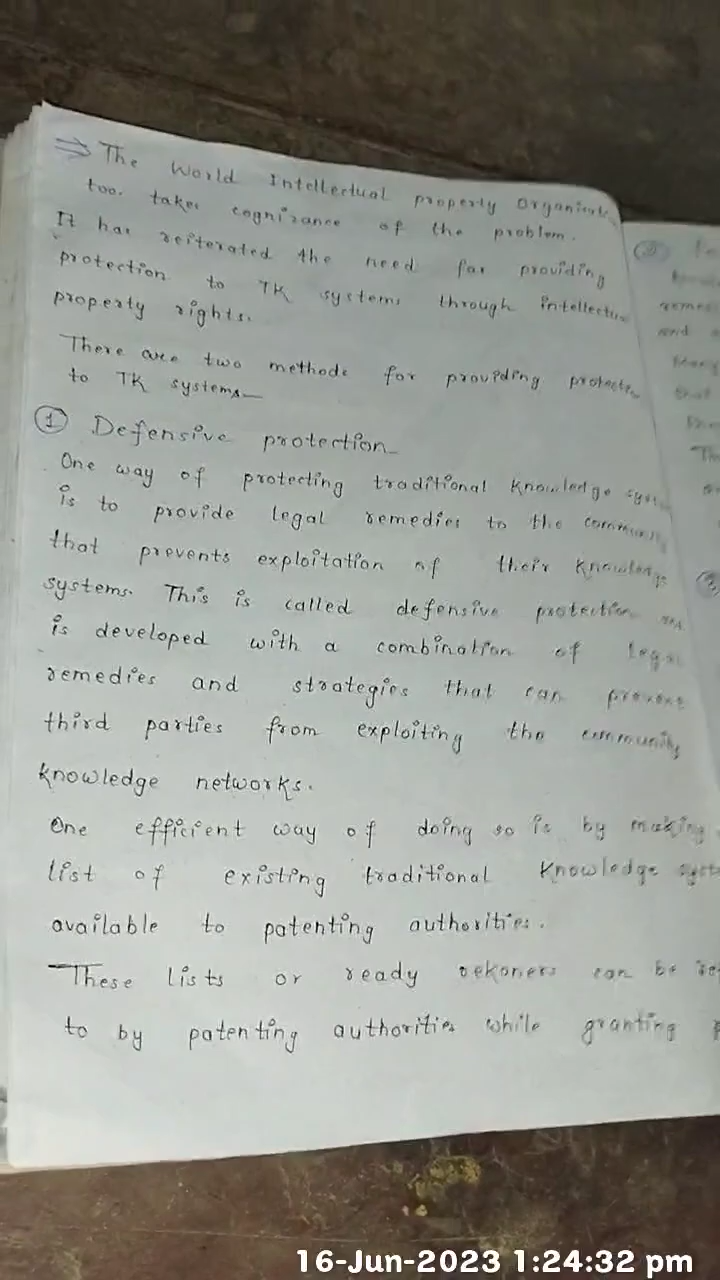 ⇒ The World Intellectual property
too. takes cognizance of the problem.
It has reiterated the need for providing
protection to TK systems through
property rights.
There are two methods for providing
to TK systems—
① Defensive protection—
One way of protecting traditional knowledge
is to provide legal remedies to the
that prevents exploitation of their
systems. This is called defensive protection
is developed with a combination of
remedies and strategies that can
third parties from exploiting the community
knowledge networks.
One efficient way of doing so is by making
list of existing traditional knowledge
available to patenting authorities.
These lists or ready rekoners can be
to by patenting authorities while granting
and
16-Jun-2023 1:24:32 pm